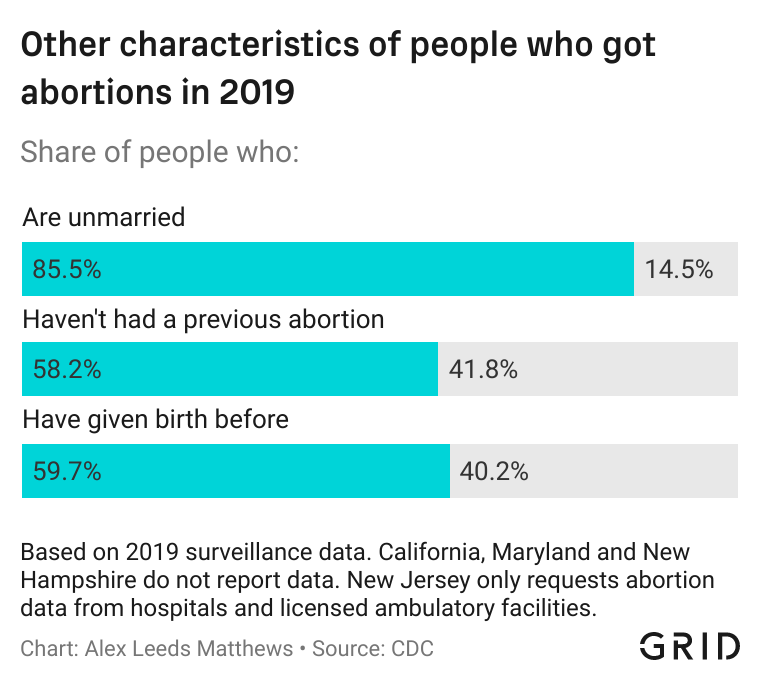 Other characteristics of people who got
abortions in 2019
Share of people who:
Are unmarried
85.5% 14.5%
Haven't had a previous abortion
58.2% 41.8%
Have given birth before
59.7% 40.2%
Based on 2019 surveillance data. California, Maryland and New
Hampshire do not report data. New Jersey only requests abortion
data from hospitals and licensed ambulatory facilities.
Chart: Alex Leeds Matthews • Source: CDC
GRID